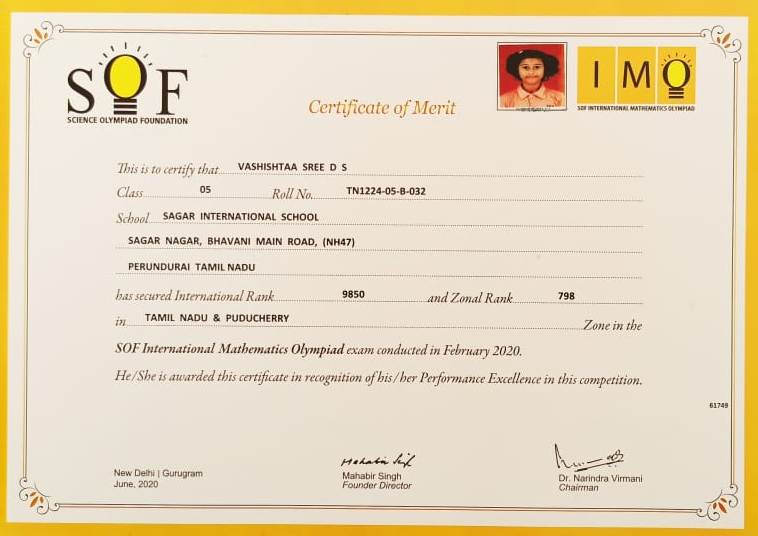 SOF
SCIENCE OLYMPIAD FOUNDATION
Certificate of Merit
IMO
SOF INTERNATIONAL MATHEMATICS OLYMPIAD
This is to certify that VASHISHTAA SREE D S
Class 05 Roll No. TN1224-05-B-032
School SAGAR INTERNATIONAL SCHOOL
SAGAR NAGAR, BHAVANI MAIN ROAD, (NH47)
PERUNDURAI TAMIL NADU
has secured International Rank 9850 and Zonal Rank 798
in TAMIL NADU & PUDUCHERRY Zone in the
SOF International Mathematics Olympiad exam conducted in February 2020.
He/She is awarded this certificate in recognition of his/her Performance Excellence in this competition.
61749
New Delhi | Gurugram
June, 2020
Mahabir Singh
Mahabir Singh
Founder Director
Dr. Narindra Virmani
Chairman